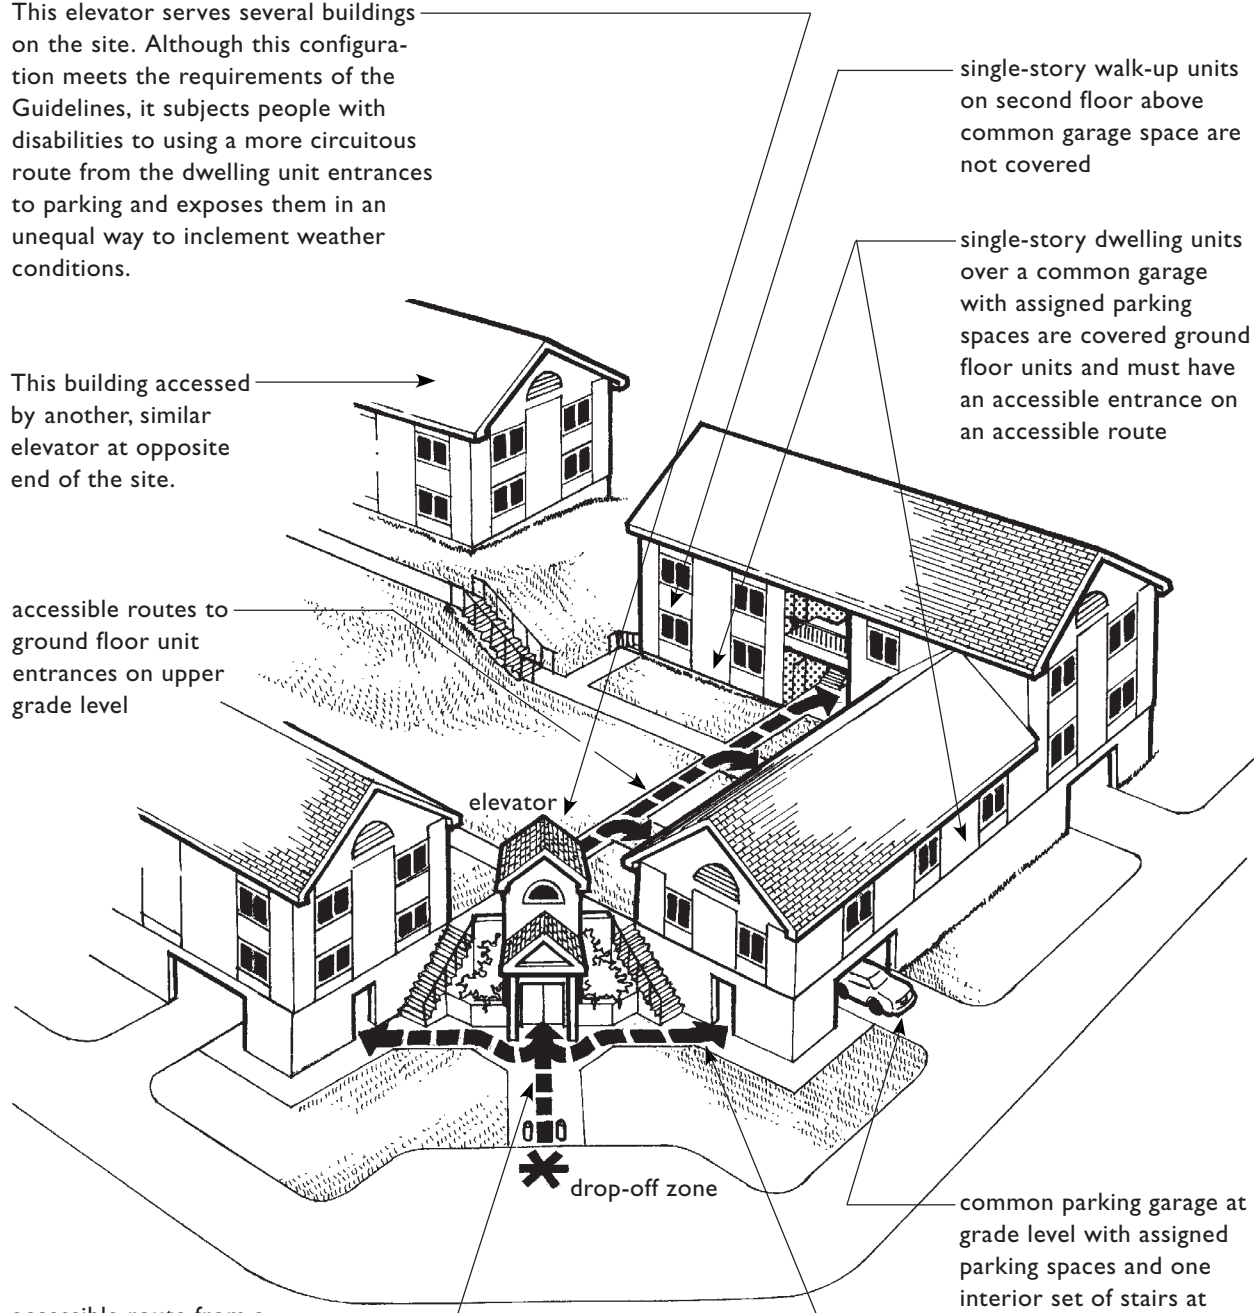 This elevator serves several buildings
on the site. Although this configura-
tion meets the requirements of the
Guidelines, it subjects people with
disabilities to using a more circuitous
route from the dwelling unit entrances
to parking and exposes them in an
unequal way to inclement weather
conditions.
single-story walk-up units
on second floor above
common garage space are
not covered
single-story dwelling units
over a common garage
with assigned parking
spaces are covered ground
floor units and must have
an accessible entrance on
an accessible route
This building accessed
by another, similar
elevator at opposite
end of the site.
accessible routes to
ground floor unit
entrances on upper
grade level
elevator
drop-off zone
common parking garage at
grade level with assigned
parking spaces and one
interior set of stairs at
accessible route from a